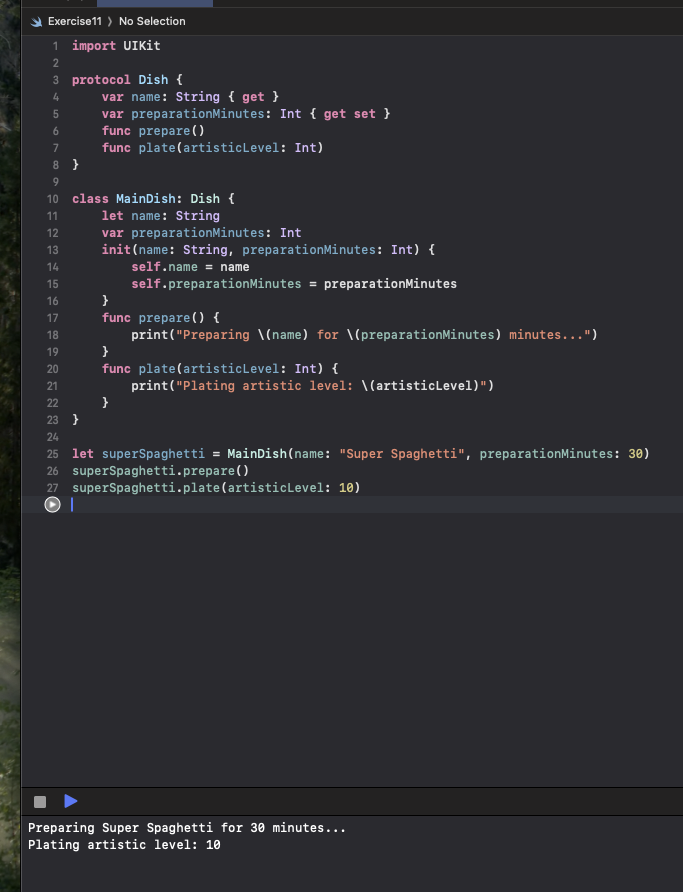 Exercise11 ⟩ No Selection
1 import UIKit
2
3 protocol Dish {
4     var name: String { get }
5     var preparationMinutes: Int { get set }
6     func prepare()
7     func plate(artisticLevel: Int)
8 }
9
10 class MainDish: Dish {
11     let name: String
12     var preparationMinutes: Int
13     init(name: String, preparationMinutes: Int) {
14         self.name = name
15         self.preparationMinutes = preparationMinutes
16     }
17     func prepare() {
18         print("Preparing \(name) for \(preparationMinutes) minutes...")
19     }
20     func plate(artisticLevel: Int) {
21         print("Plating artistic level: \(artisticLevel)")
22     }
23 }
24
25 let superSpaghetti = MainDish(name: "Super Spaghetti", preparationMinutes: 30)
26 superSpaghetti.prepare()
27 superSpaghetti.plate(artisticLevel: 10)
Preparing Super Spaghetti for 30 minutes...
Plating artistic level: 10